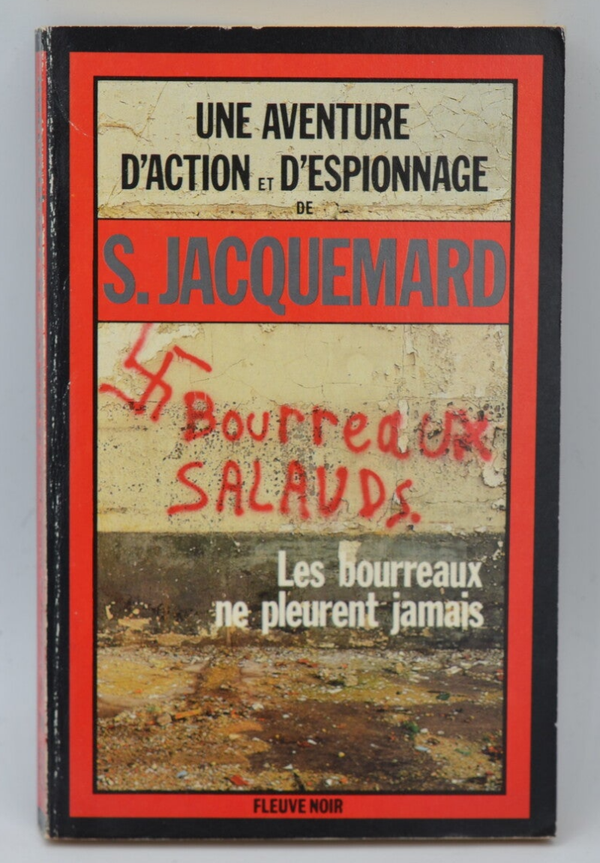 UNE AVENTURE
D'ACTION ET D'ESPIONNAGE
DE
S. JACQUEMARD
Bourreaux
SALAUDS.
Les bourreaux
ne pleurent jamais
FLEUVE NOIR